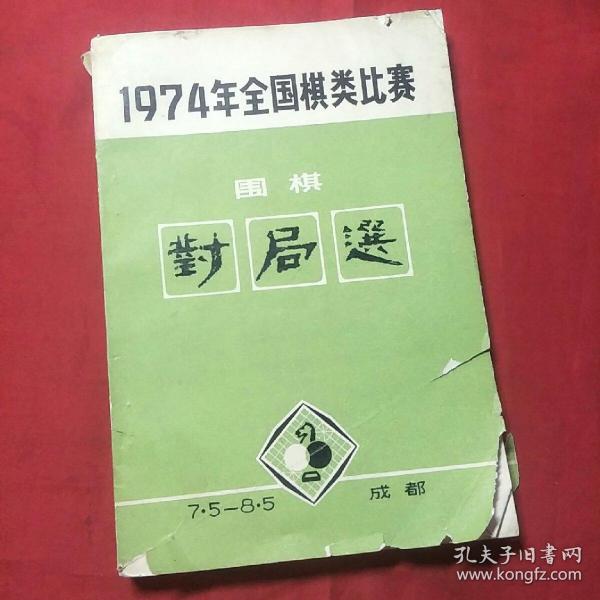 1974年全国棋类比赛
围棋
對局選
7·5-8·5 成都
孔夫子旧书网
www.kongfz.com